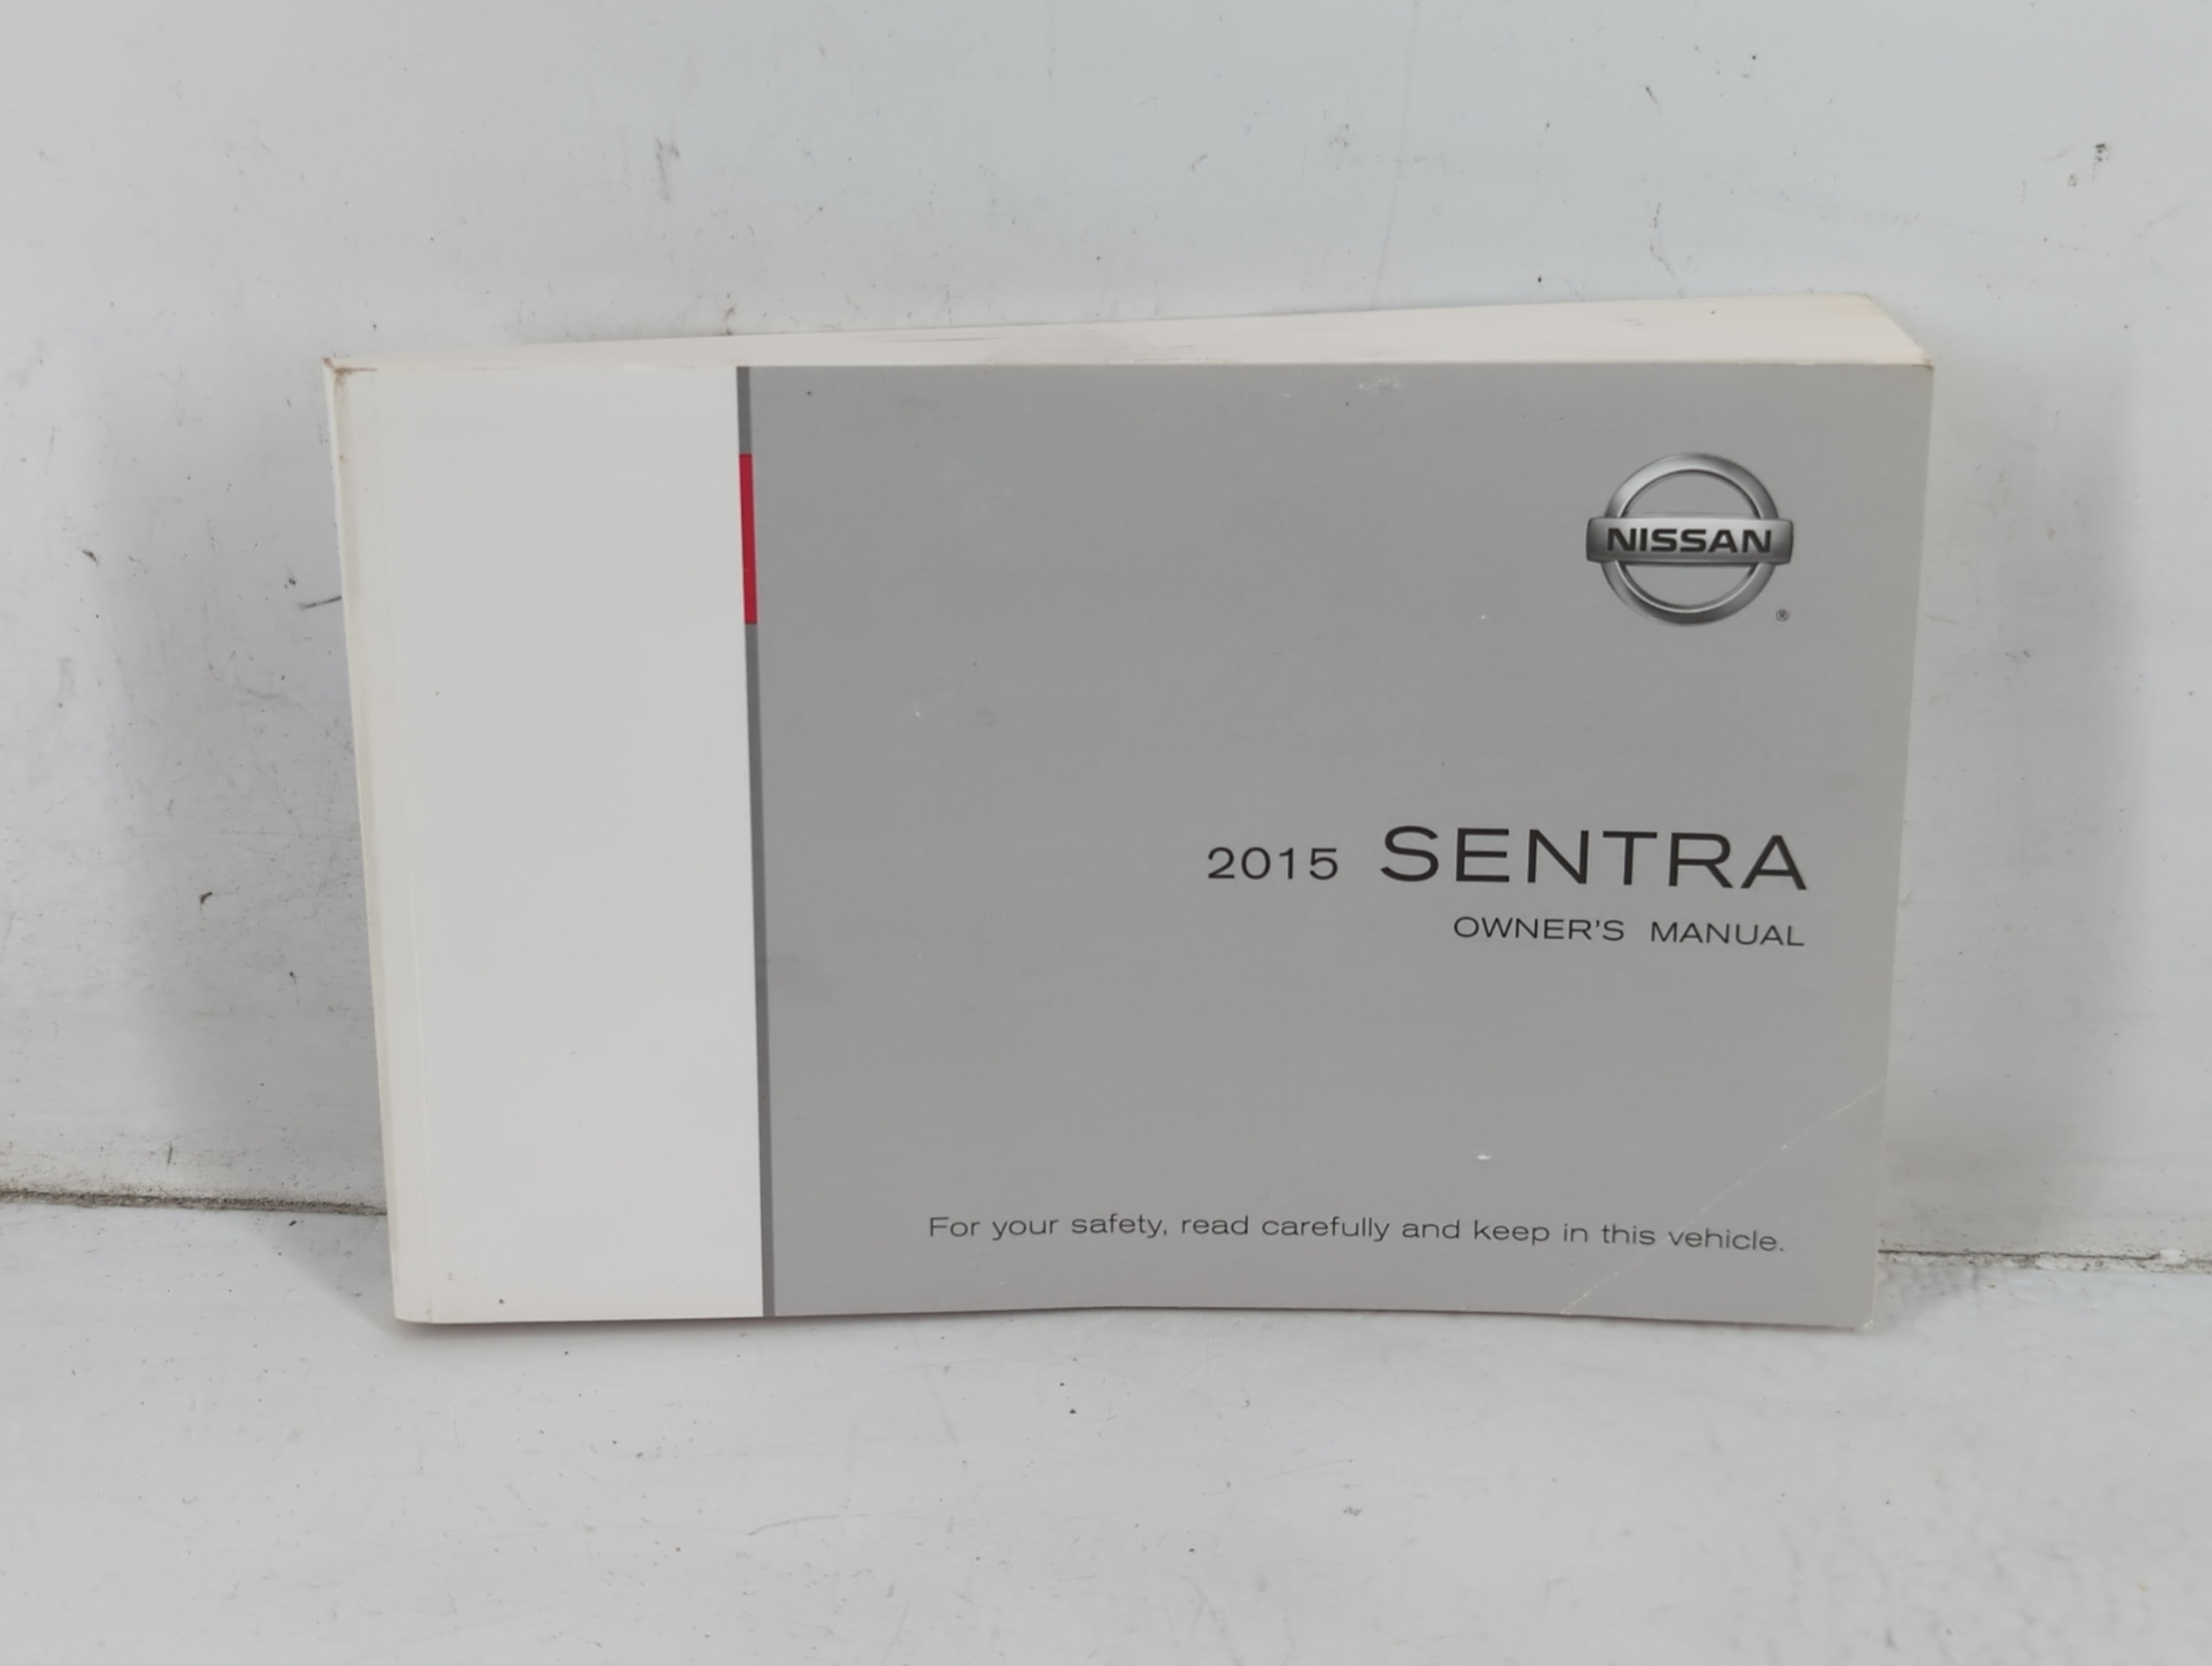 NISSAN
®
2015 SENTRA
OWNER'S MANUAL
For your safety, read carefully and keep in this vehicle.